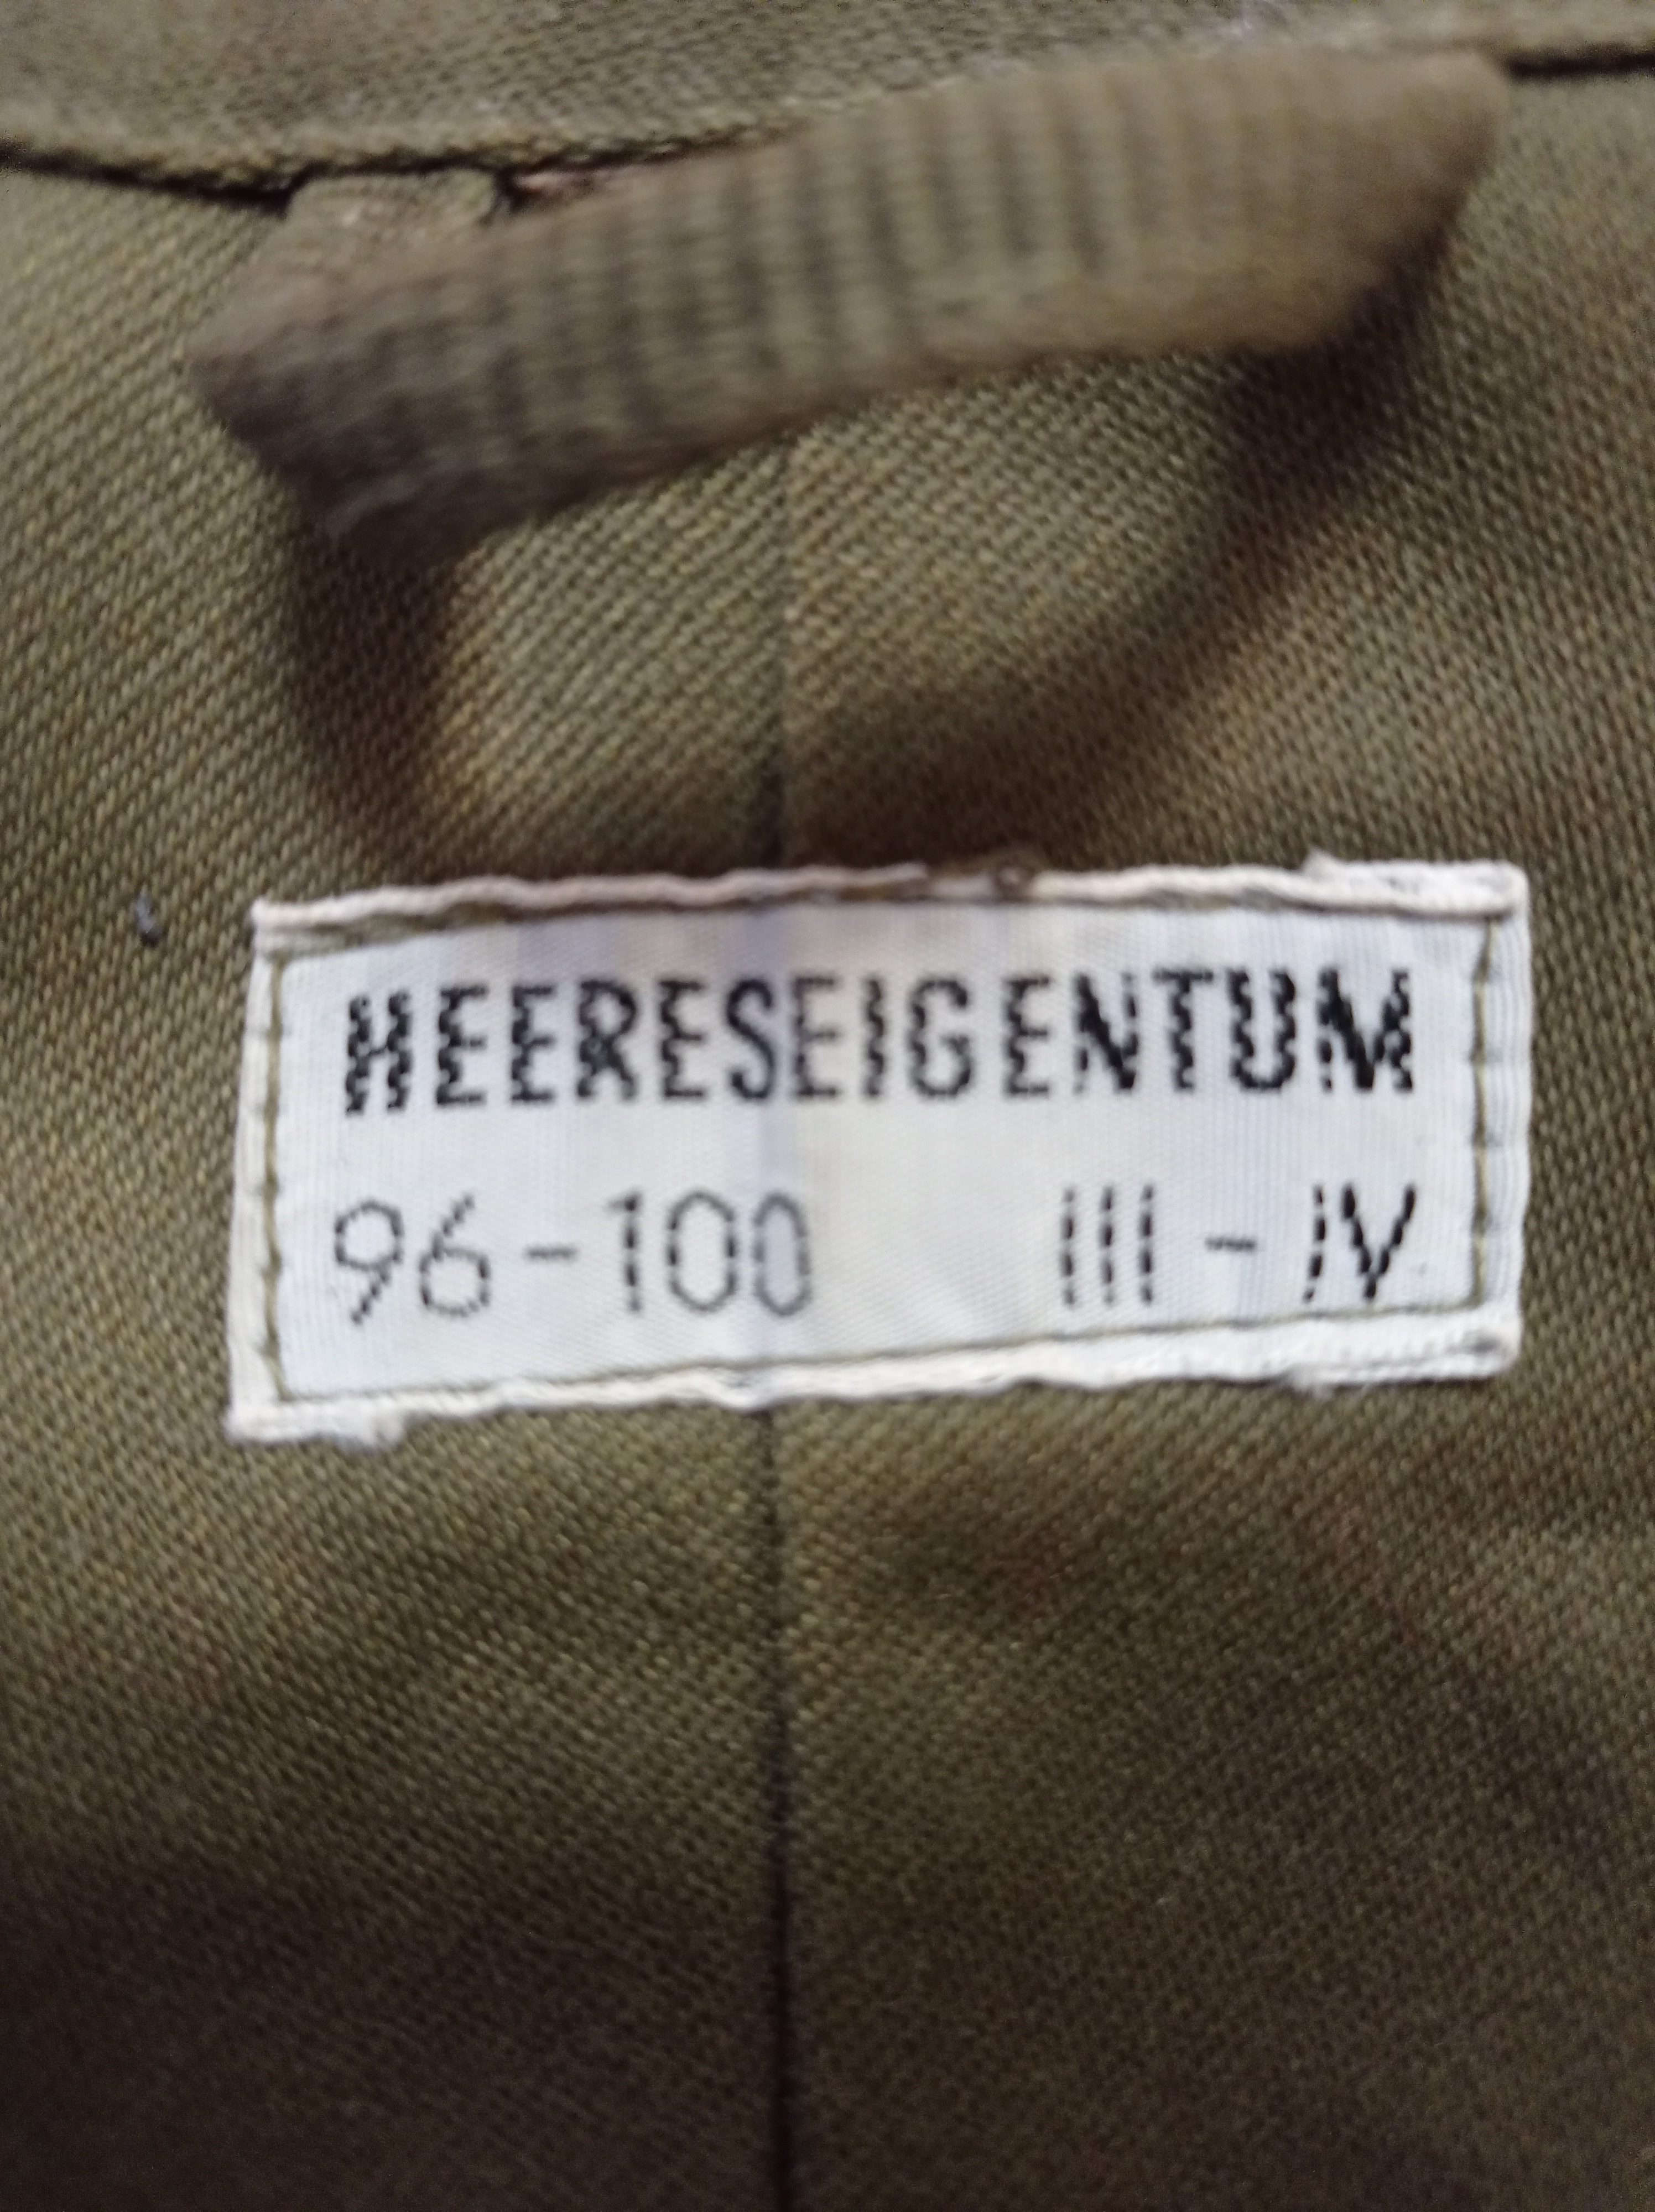 HEERESEIGENTUM
96-100 III - IV